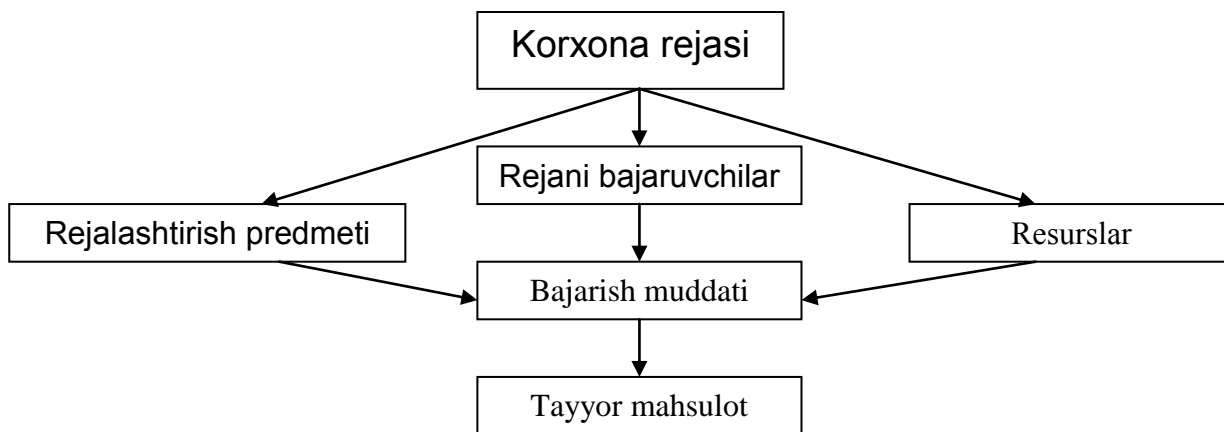 Korxona rejasi
Rejani bajaruvchilar
Rejalashtirish predmeti
Resurslar
Bajarish muddati
Tayyor mahsulot